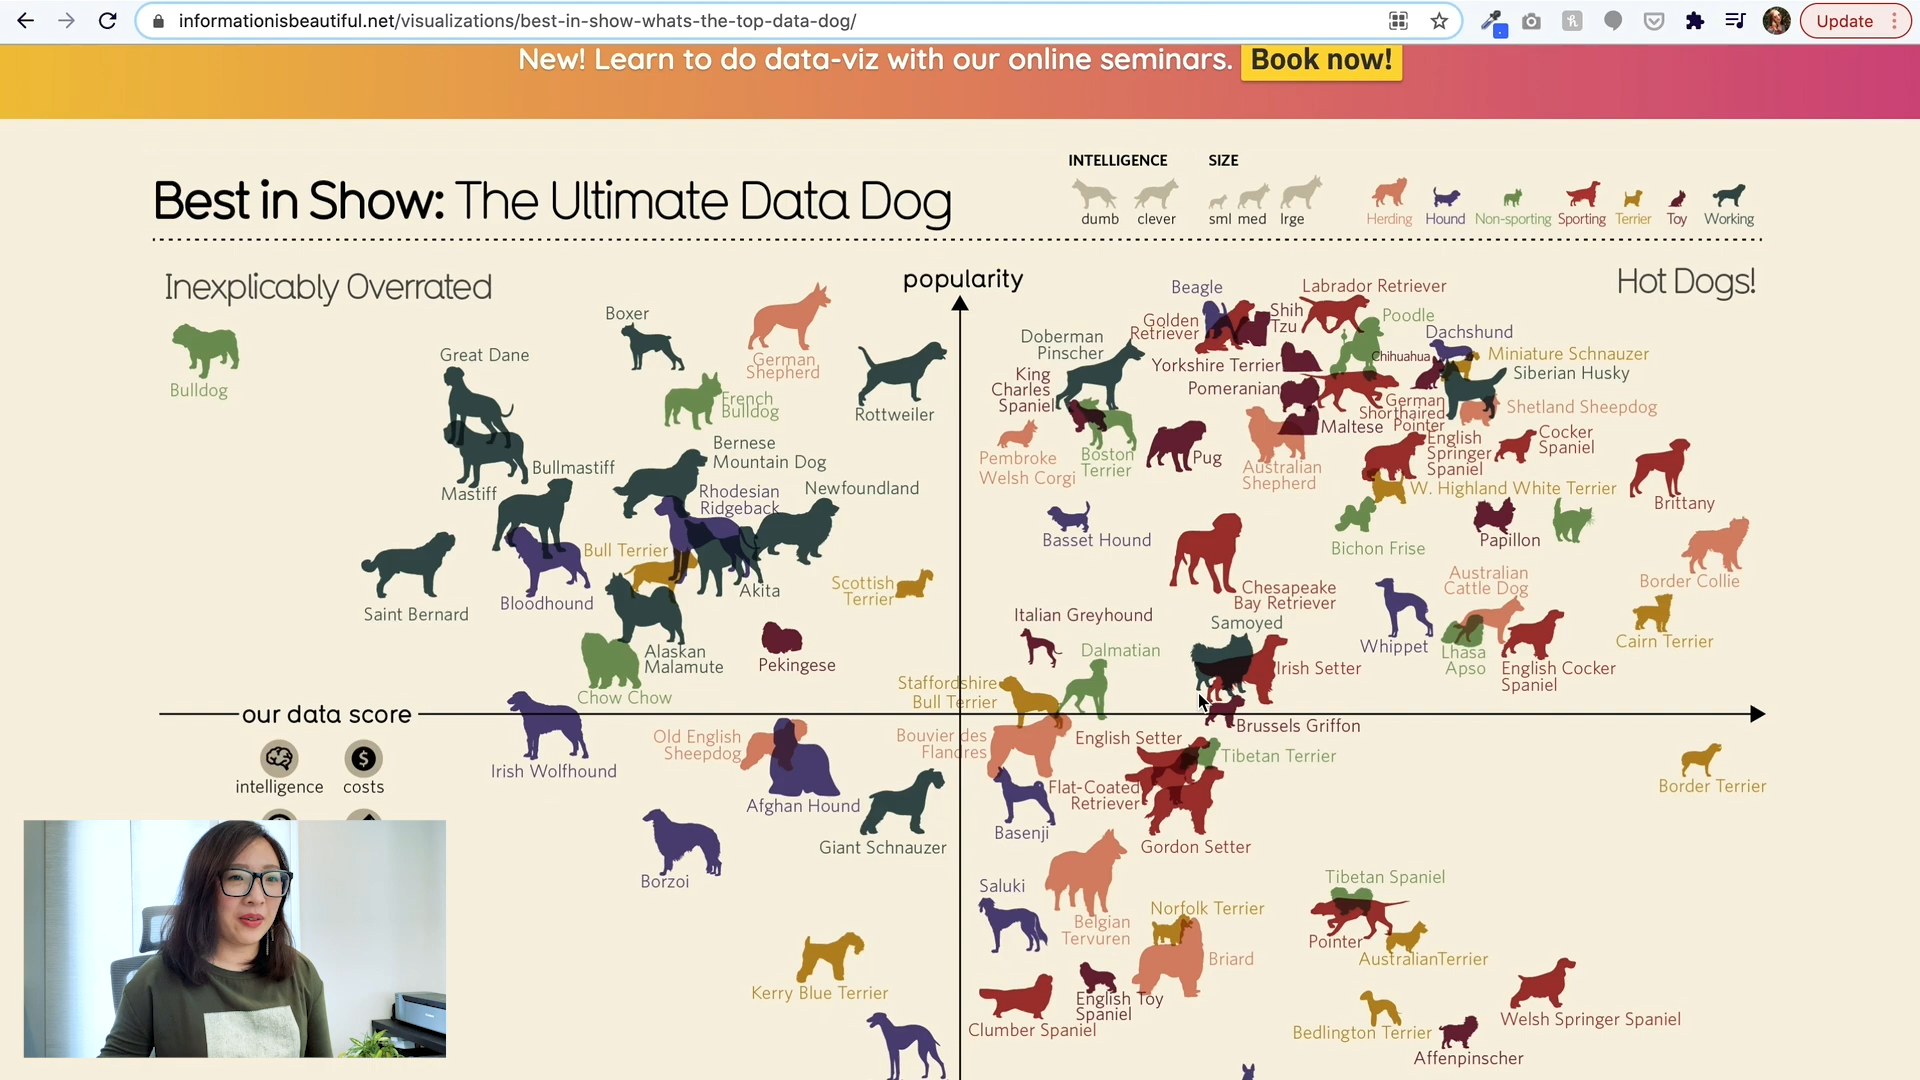 informationisbeautiful.net/visualizations/best-in-show-whats-the-top-data-dog/
Update
New! Learn to do data-viz with our online seminars. Book now!
Best in Show: The Ultimate Data Dog
INTELLIGENCE
dumb clever
SIZE
sml med lrge
Herding Hound Non-sporting Sporting Terrier Toy Working
Inexplicably Overrated
popularity
Hot Dogs!
Bulldog
Great Dane
Boxer
German
Shepherd
French
Bulldog
Rottweiler
Mastiff
Bullmastiff
Bernese
Mountain Dog
Rhodesian
Ridgeback
Newfoundland
Saint Bernard
Bloodhound
Bull Terrier
Akita
Scottish
Terrier
Alaskan
Malamute
Pekingese
Chow Chow
Beagle
Golden
Retriever
Shih
Tzu
Labrador Retriever
Poodle
Dachshund
Doberman
Pinscher
Yorkshire Terrier
Chihuahua
Miniature Schnauzer
Siberian Husky
King
Charles
Spaniel
Pomeranian
German
Shorthaired
Pointer
Shetland Sheepdog
Maltese
Pembroke
Welsh Corgi
Boston
Terrier
Pug
Australian
Shepherd
English
Springer
Spaniel
Cocker
Spaniel
W. Highland White Terrier
Brittany
Basset Hound
Bichon Frise
Papillon
Chesapeake
Bay Retriever
Australian
Cattle Dog
Border Collie
Italian Greyhound
Samoyed
Whippet
Lhasa
Apso
English Cocker
Spaniel
Cairn Terrier
Dalmatian
Irish Setter
Staffordshire
Bull Terrier
our data score
intelligence costs
Irish Wolfhound
Old English
Sheepdog
Afghan Hound
Bouvier des
Flandres
English Setter
Brussels Griffon
Tibetan Terrier
Border Terrier
Flat-Coated
Retriever
Basenji
Giant Schnauzer
Gordon Setter
Borzoi
Saluki
Belgian
Tervuren
Norfolk Terrier
Tibetan Spaniel
Pointer
AustralianTerrier
Briard
Kerry Blue Terrier
English Toy
Spaniel
Clumber Spaniel
Bedlington Terrier
Welsh Springer Spaniel
Affenpinscher